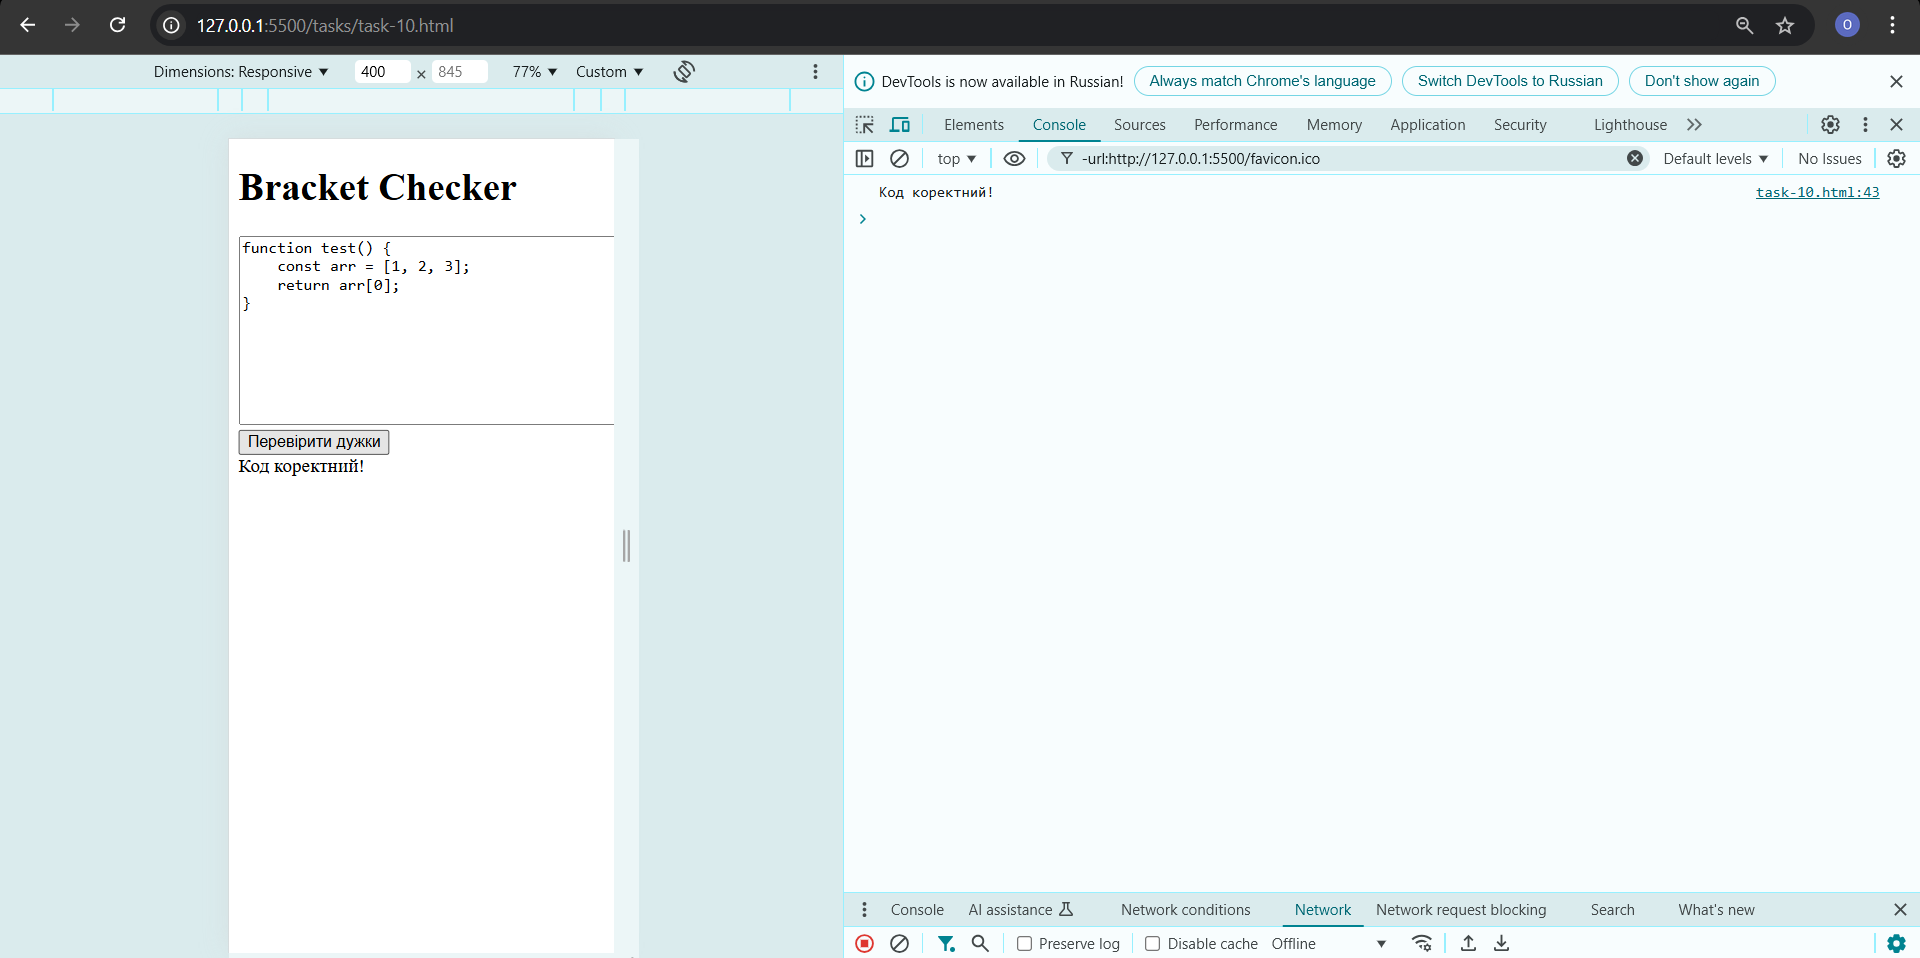 127.0.0.1:5500/tasks/task-10.html
O
Dimensions: Responsive 400 × 845 77% Custom
DevTools is now available in Russian! Always match Chrome's language Switch DevTools to Russian Don't show again
Elements Console Sources Performance Memory Application Security Lighthouse
top -url:http://127.0.0.1:5500/favicon.ico Default levels No Issues
Код коректний! task-10.html:43
Bracket Checker
function test() {
    const arr = [1, 2, 3];
    return arr[0];
}
Перевірити дужки
Код коректний!
Console AI assistance Network conditions Network Network request blocking Search What's new
Preserve log Disable cache Offline